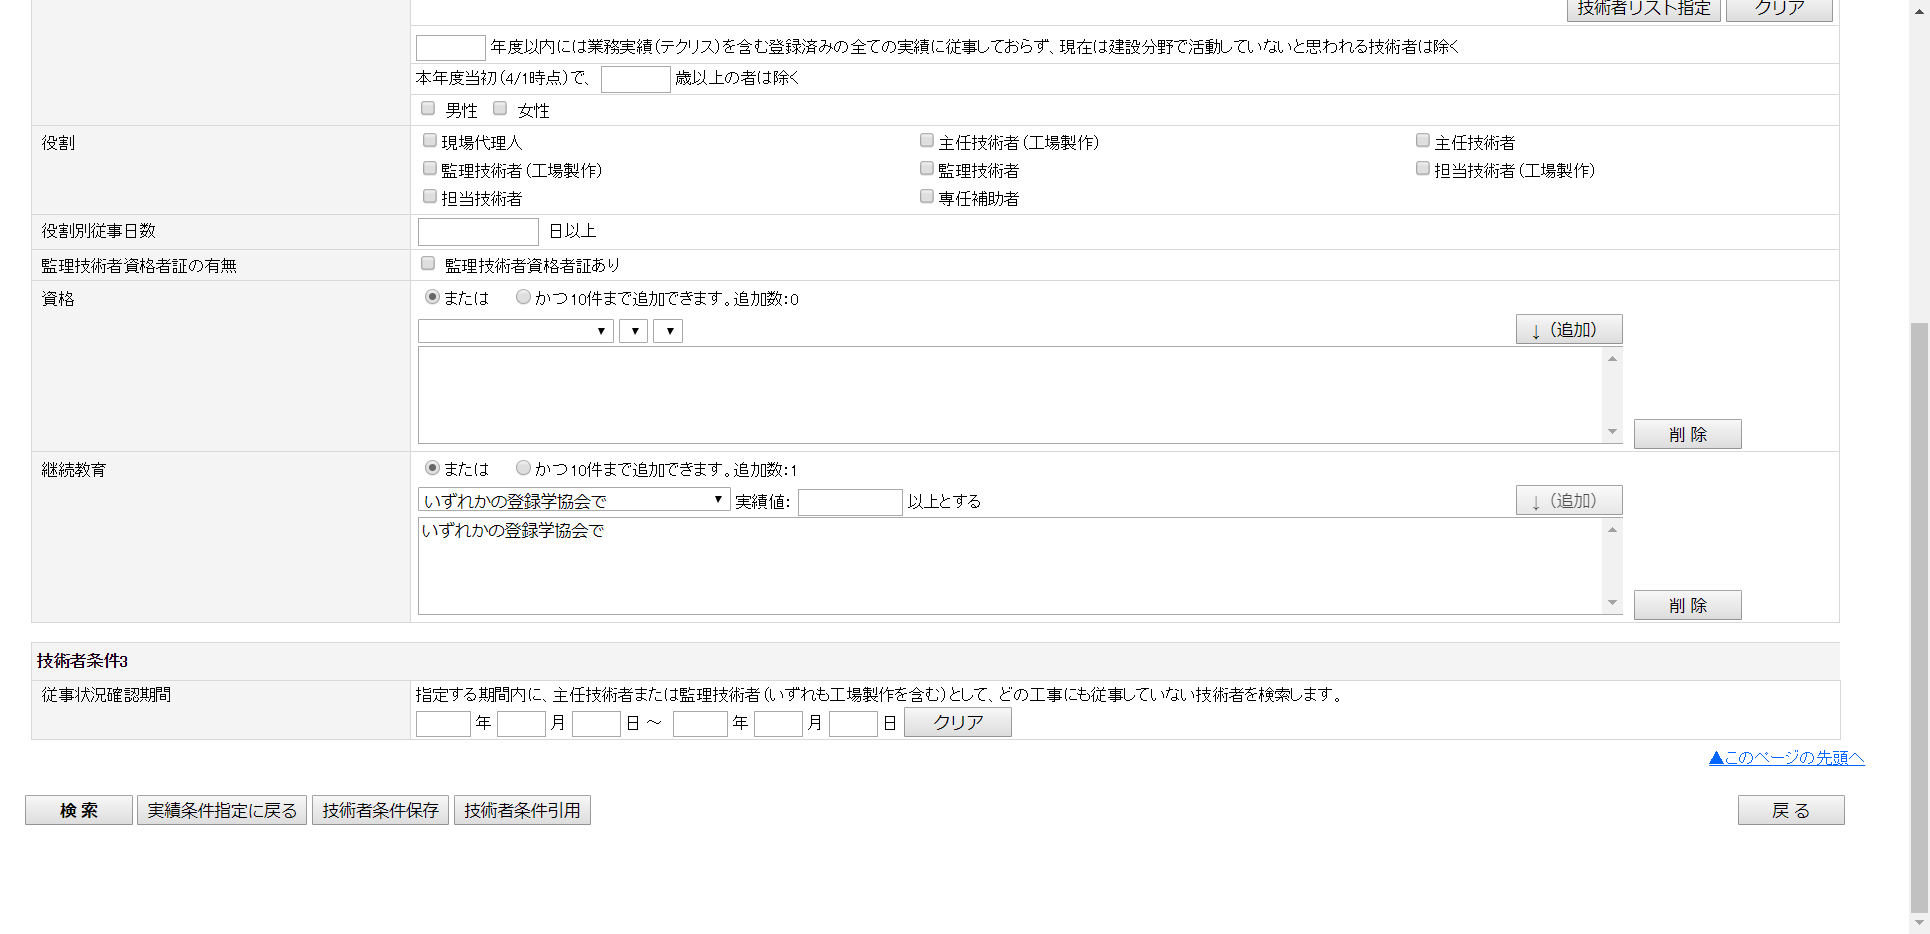 技術者リスト指定 クリア
年度以内には業務実績(テクリス)を含む登録済みの全ての実績に従事しておらず、現在は建設分野で活動していないと思われる技術者は除く
本年度当初(4/1時点)で、 歳以上の者は除く
男性 女性
役割 現場代理人 主任技術者(工場製作) 主任技術者
監理技術者(工場製作) 監理技術者 担当技術者(工場製作)
担当技術者 専任補助者
役割別従事日数 日以上
監理技術者資格者証の有無 監理技術者資格者証あり
資格 または かつ 10件まで追加できます。追加数:0
↓ (追加)
削 除
継続教育 または かつ 10件まで追加できます。追加数:1
いずれかの登録学協会で 実績値: 以上とする ↓ (追加)
いずれかの登録学協会で
削 除
技術者条件3
従事状況確認期間 指定する期間内に、主任技術者または監理技術者(いずれも工場製作を含む)として、どの工事にも従事していない技術者を検索します。
年 月 日 ～ 年 月 日 クリア
▲このページの先頭へ
検 索 実績条件指定に戻る 技術者条件保存 技術者条件引用 戻 る